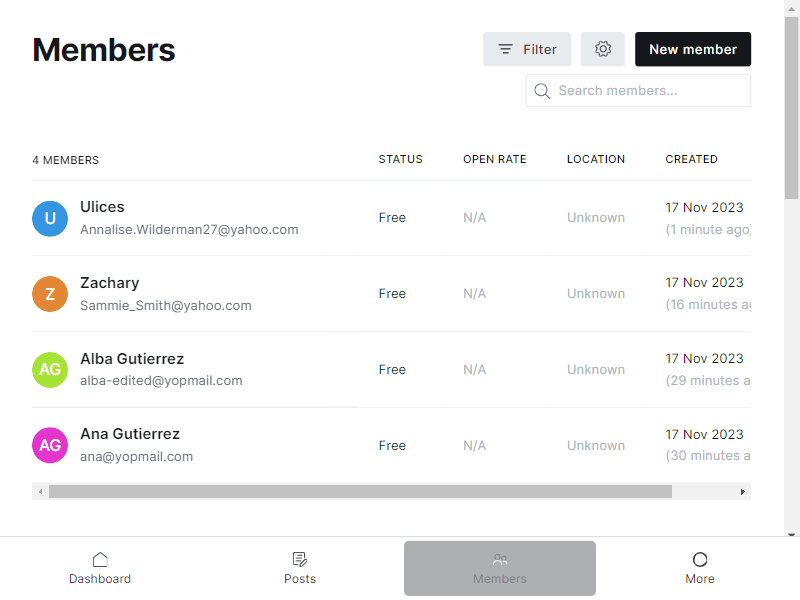 Members
Filter
New member
Search members...
4 MEMBERS STATUS OPEN RATE LOCATION CREATED
U Ulices Free N/A Unknown 17 Nov 2023
Annalise.Wilderman27@yahoo.com (1 minute ago)
Z Zachary Free N/A Unknown 17 Nov 2023
Sammie_Smith@yahoo.com (16 minutes
AG Alba Gutierrez Free N/A Unknown 17 Nov 2023
alba-edited@yopmail.com (29 minutes
AG Ana Gutierrez Free N/A Unknown 17 Nov 2023
ana@yopmail.com (30 minutes
Dashboard Posts Members More